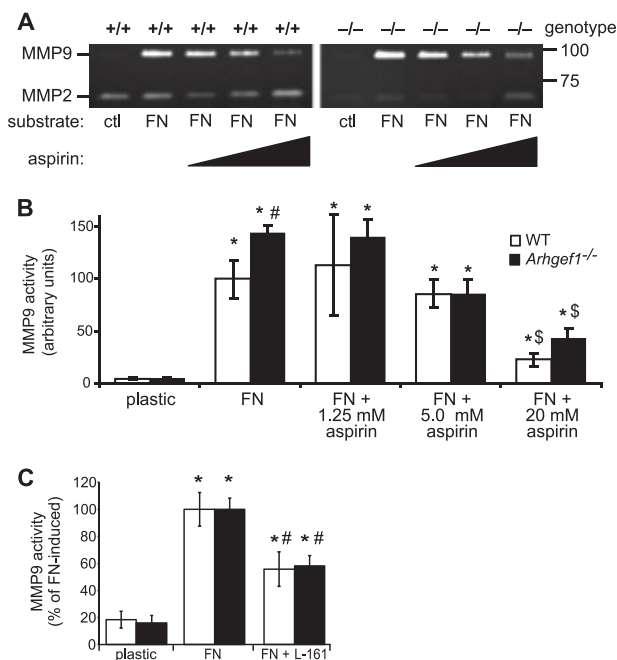 A
+/+ +/+ +/+ +/+ +/+ –/– –/– –/– –/– –/– genotype
MMP9 100
75
MMP2
substrate: ctl FN FN FN FN ctl FN FN FN FN
aspirin:
B
MMP9 activity
(arbitrary units)
150
100
50
0
* * # * * * * *$ *$
WT
Arhgef1-/-
plastic FN FN + FN + FN +
1.25 mM 5.0 mM 20 mM
aspirin aspirin aspirin
C
MMP9 activity
(% of FN-induced)
120
100
80
60
40
20
0
* * *# *#
plastic FN FN + L-161